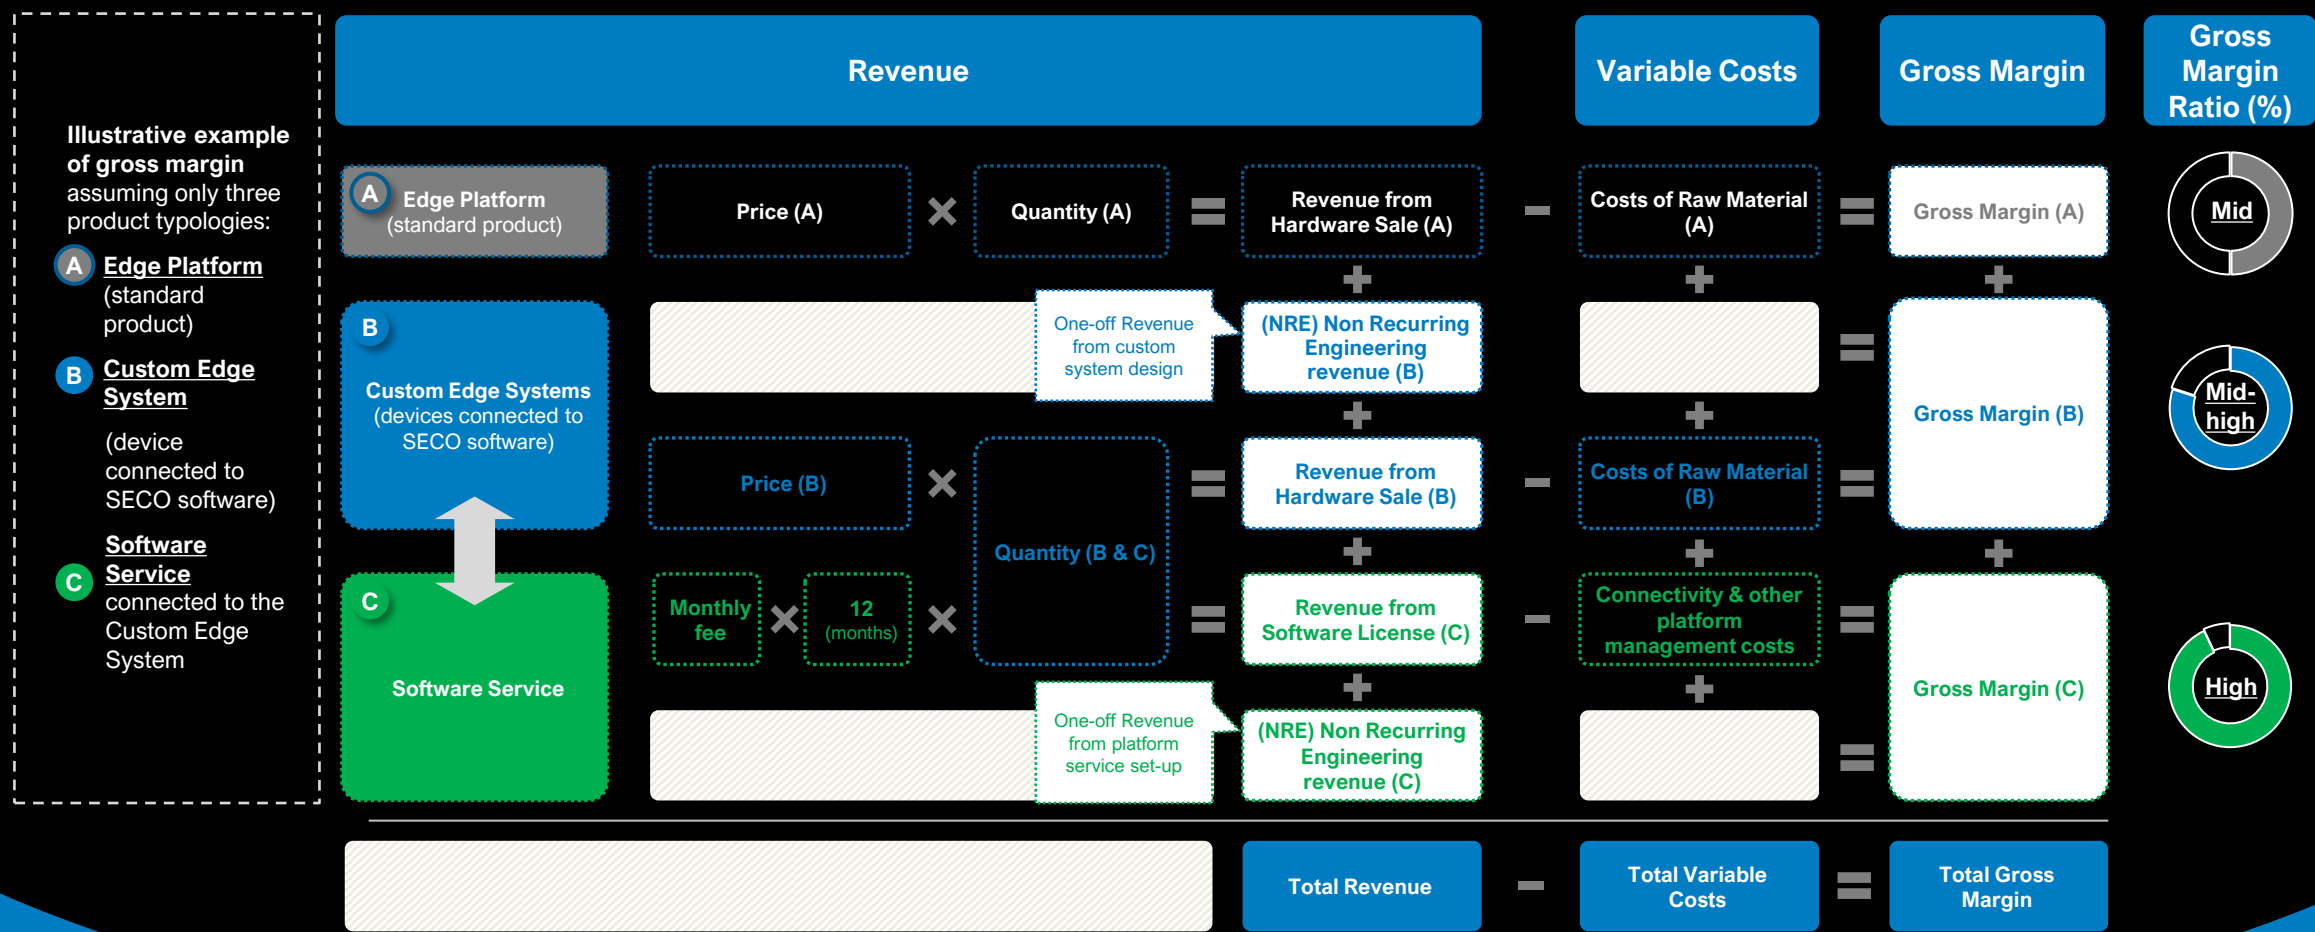 Illustrative example
of gross margin
assuming only three
product typologies:
A
Edge Platform
(standard
product)
B
Custom Edge
System
(device
connected to
SECO software)
C
Software
Service
connected to the
Custom Edge
System
Revenue
Variable Costs
Gross Margin
Gross
Margin
Ratio (%)
A
Edge Platform
(standard product)
Price (A)
×
Quantity (A)
=
Revenue from
Hardware Sale (A)
-
Costs of Raw Material
(A)
=
Gross Margin (A)
Mid
+
+
+
B
Custom Edge Systems
(devices connected to
SECO software)
One-off Revenue
from custom
system design
(NRE) Non Recurring
Engineering
revenue (B)
=
+
+
Price (B)
×
Quantity (B & C)
=
Revenue from
Hardware Sale (B)
-
Costs of Raw Material
(B)
=
Gross Margin (B)
Mid-
high
+
+
+
C
Software Service
Monthly
fee
×
12
(months)
×
=
Revenue from
Software License (C)
-
Connectivity & other
platform
management costs
=
+
+
One-off Revenue
from platform
service set-up
(NRE) Non Recurring
Engineering
revenue (C)
=
Gross Margin (C)
High
Total Revenue
-
Total Variable
Costs
=
Total Gross
Margin